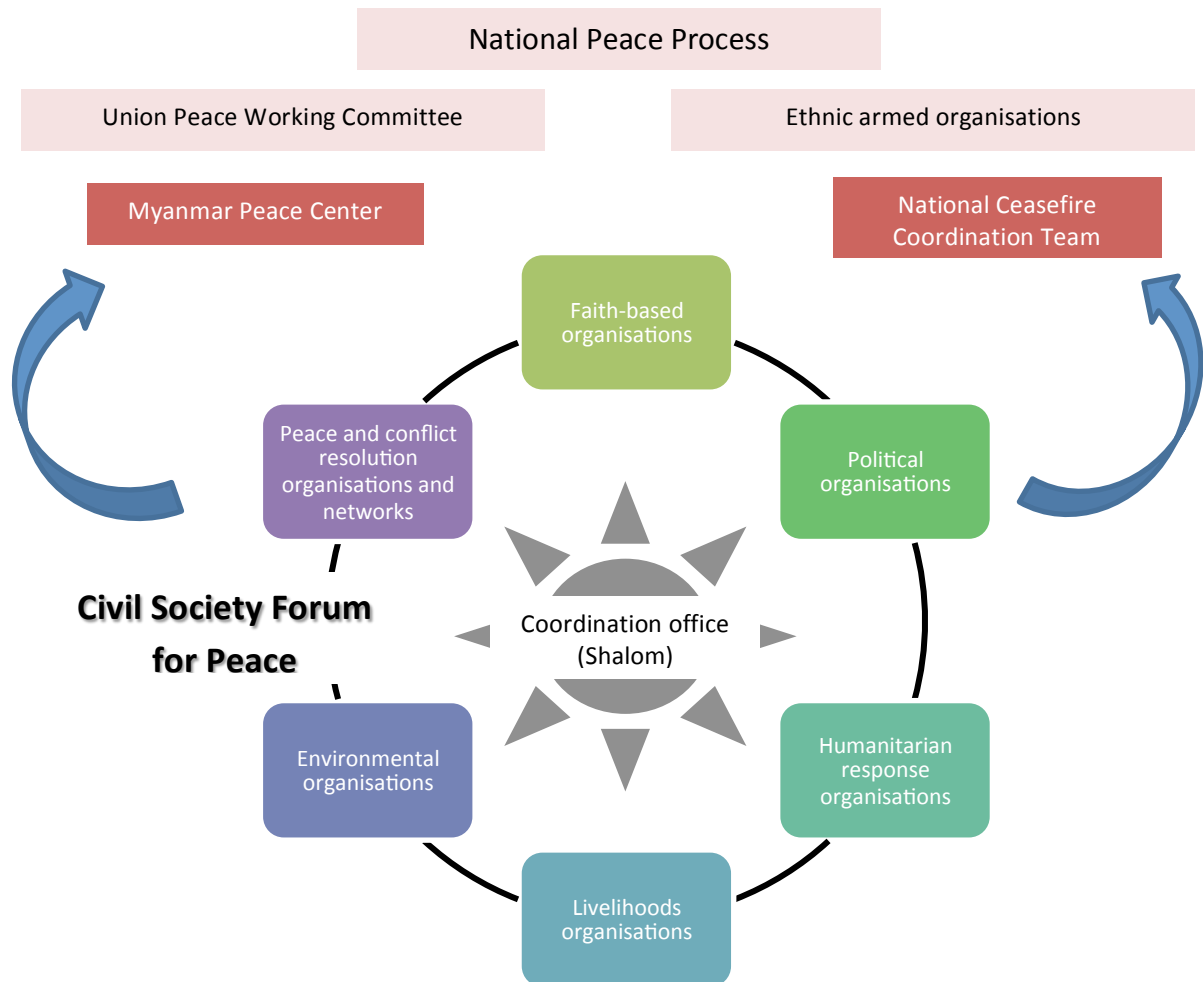 National Peace Process
Union Peace Working Committee
Ethnic armed organisations
Myanmar Peace Center
National Ceasefire
Coordination Team
Faith-based
organisations
Peace and conflict
resolution
organisations and
networks
Political
organisations
Civil Society Forum
for Peace
Coordination office
(Shalom)
Environmental
organisations
Humanitarian
response
organisations
Livelihoods
organisations